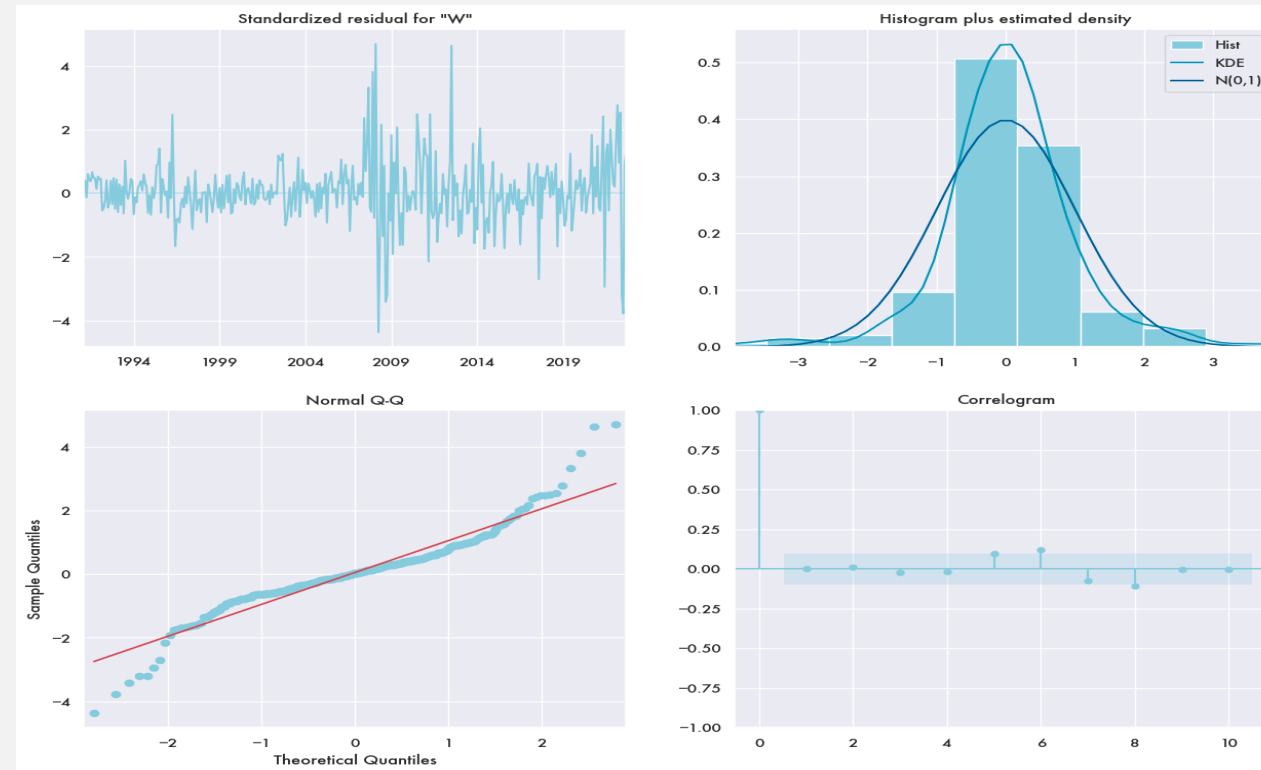 Standardized residual for "W"
4
2
0
−2
−4
1994 1999 2004 2009 2014 2019
Histogram plus estimated density
Hist
KDE
N(0,1)
0.5
0.4
0.3
0.2
0.1
0.0
−3 −2 −1 0 1 2 3
Normal Q-Q
Sample Quantiles
4
2
0
−2
−4
−2 −1 0 1 2
Theoretical Quantiles
Correlogram
1.00
0.75
0.50
0.25
0.00
−0.25
−0.50
−0.75
−1.00
0 2 4 6 8 10